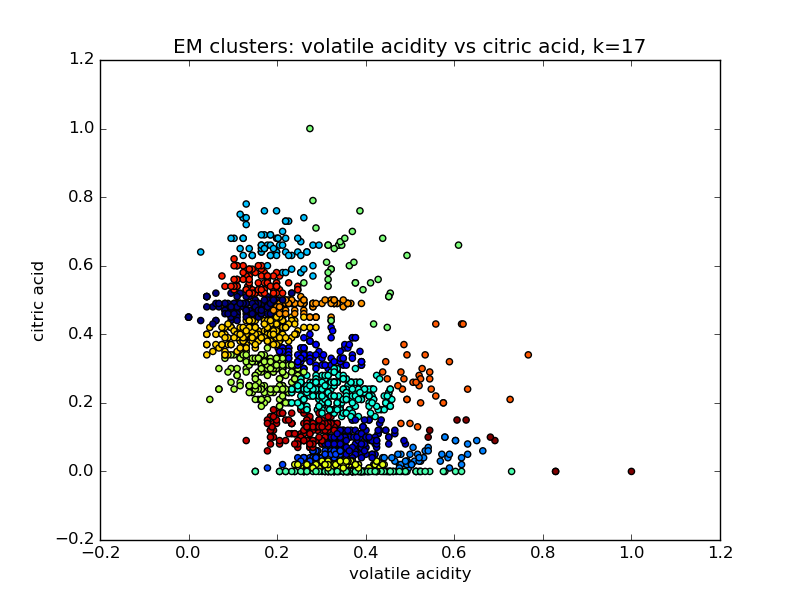 EM clusters: volatile acidity vs citric acid, k=17
1.2
1.0
0.8
0.6
0.4
0.2
0.0
−0.2
citric acid
−0.2 0.0 0.2 0.4 0.6 0.8 1.0 1.2
volatile acidity